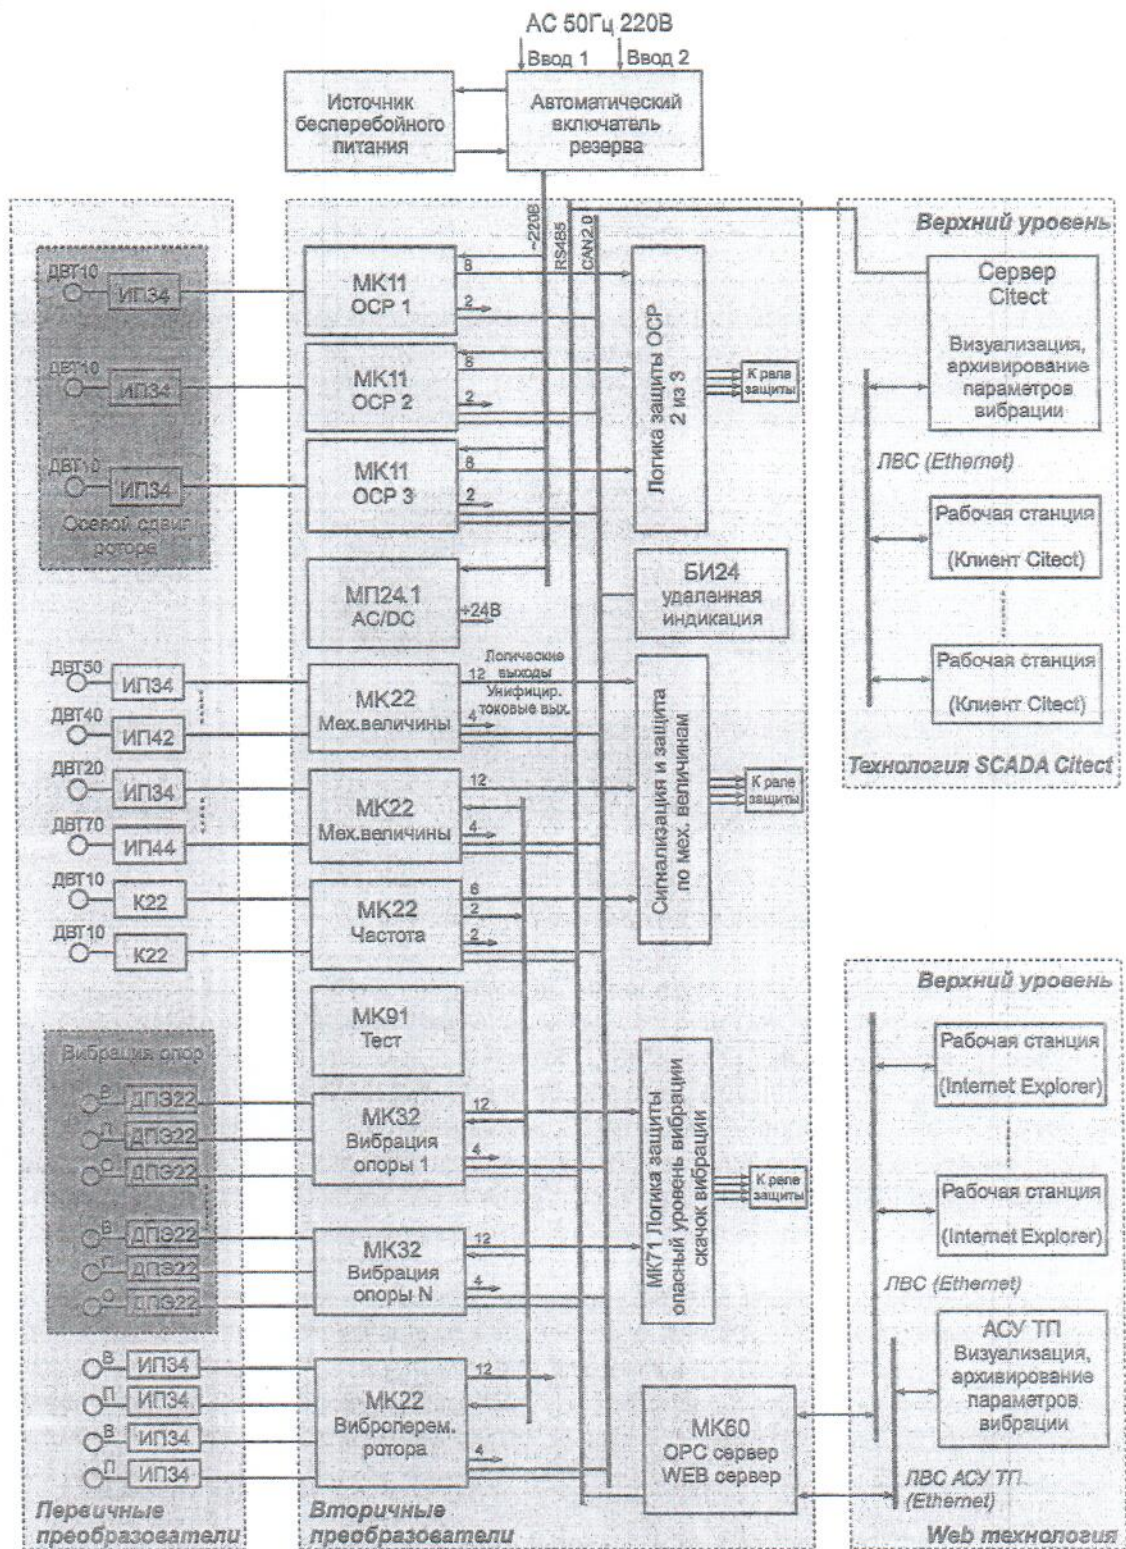 АС 50Гц 220В
Ввод 1
Ввод 2
Источник
бесперебойного
питания
Автоматический
включатель
резерва
~220В
RS485
CAN2.0
ДВТ10
ИП34
ДВТ10
ИП34
ДВТ10
ИП34
Осевой сдвиг
ротора
ДВТ50
ИП34
ДВТ40
ИП42
ДВТ20
ИП34
ДВТ70
ИП44
ДВТ10
К22
ДВТ10
К22
Вибрация опор
В
ДПЭ22
П
ДПЭ22
О
ДПЭ22
В
ДПЭ22
П
ДПЭ22
О
ДПЭ22
В
ИП34
П
ИП34
В
ИП34
П
ИП34
Первичные
преобразователи
МК11
ОСР 1
8
2
МК11
ОСР 2
8
2
МК11
ОСР 3
8
2
МП24.1
AC/DC
+24В
МК22
Мех.величины
12
Логические
выходы
Унифицир.
токовые вых.
4
МК22
Мех.величины
12
4
МК22
Частота
6
2
2
МК91
Тест
МК32
Вибрация
опоры 1
12
4
МК32
Вибрация
опоры N
12
4
МК22
Виброперем.
ротора
12
4
Вторичные
преобразователи
Логика защиты ОСР
2 из 3
К реле
защиты
БИ24
удаленная
индикация
Сигнализация и защита
по мех. величинам
К реле
защиты
МК71 Логика защиты
опасный уровень вибрации
скачок вибрации
К реле
защиты
МК60
OPC сервер
WEB сервер
Верхний уровень
Сервер
Citect
Визуализация,
архивирование
параметров
вибрации
ЛВС (Ethernet)
Рабочая станция
(Клиент Citect)
Рабочая станция
(Клиент Citect)
Технология SCADA Citect
Верхний уровень
Рабочая станция
(Internet Explorer)
Рабочая станция
(Internet Explorer)
ЛВС (Ethernet)
АСУ ТП
Визуализация,
архивирование
параметров
вибрации
ЛВС АСУ ТП
(Ethernet)
Web технология